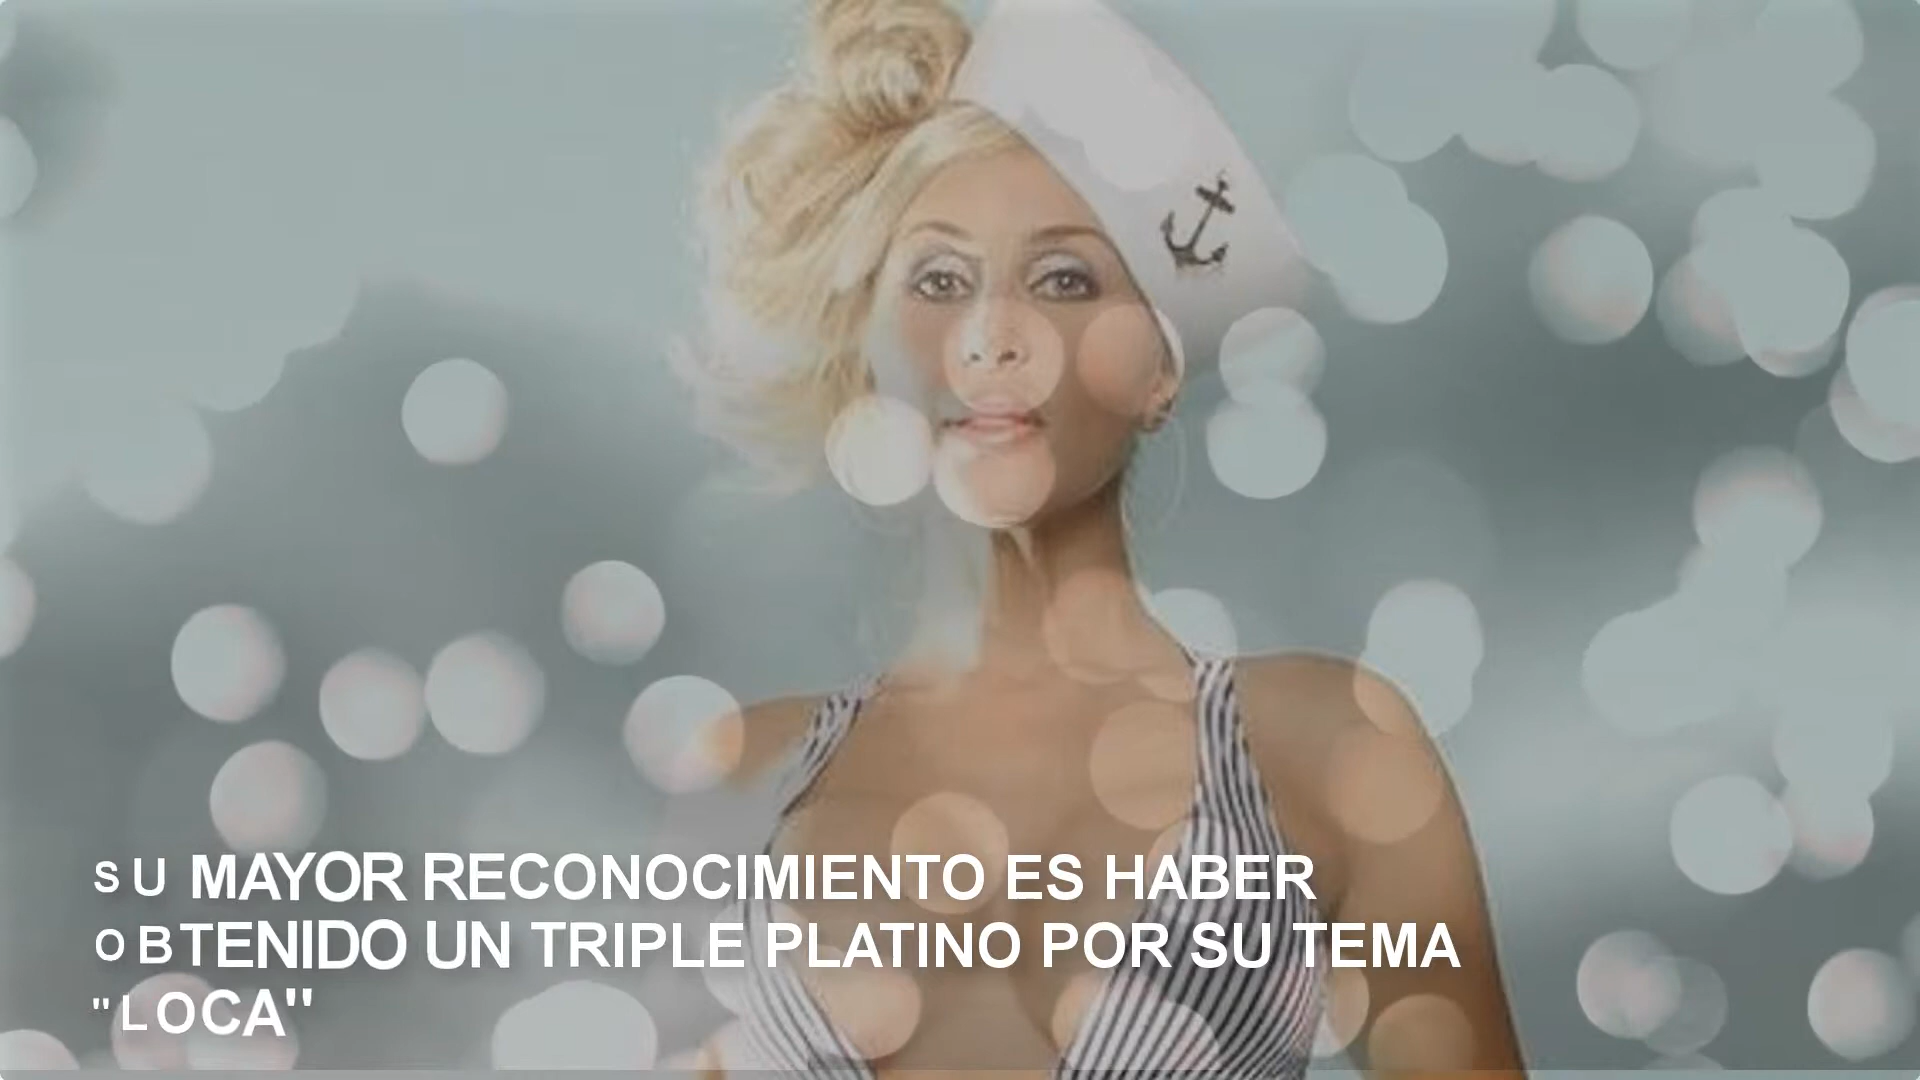 SU MAYOR RECONOCIMIENTO ES HABER
OBTENIDO UN TRIPLE PLATINO POR SU TEMA
"LOCA"